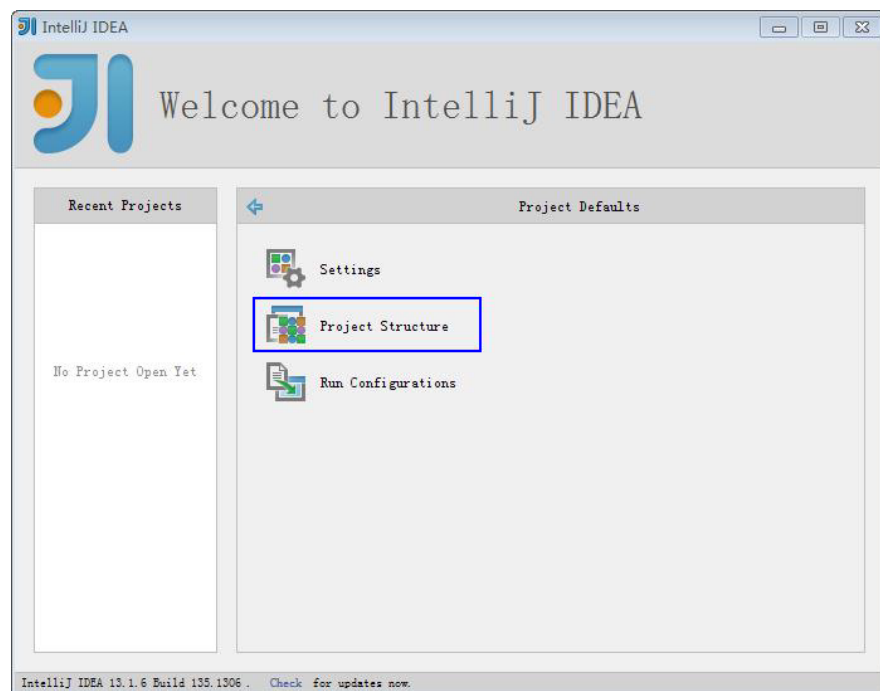 IntelliJ IDEA
Welcome to IntelliJ IDEA
Recent Projects
Project Defaults
Settings
Project Structure
No Project Open Yet
Run Configurations
IntelliJ IDEA 13.1.6 Build 135.1306 . Check for updates now.